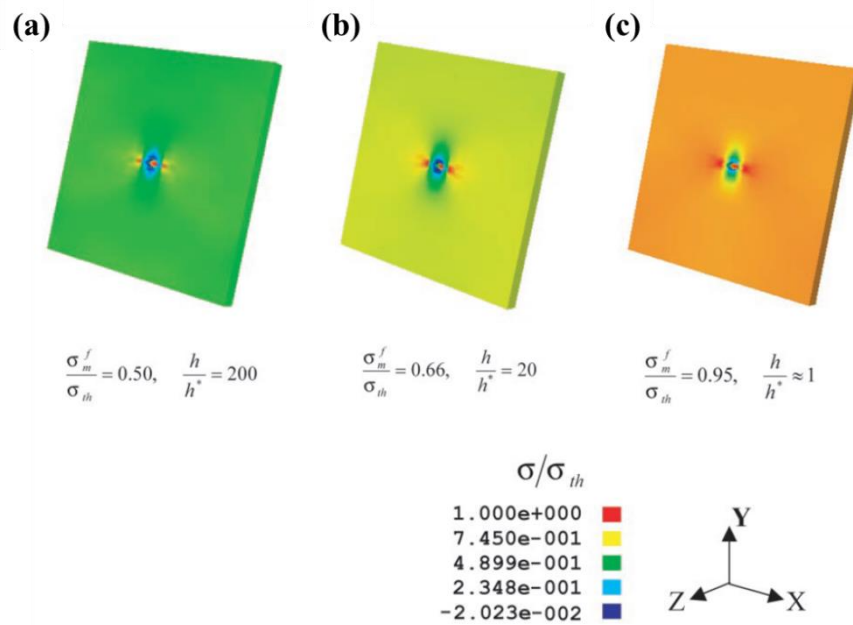 (a) (b) (c)
σ_m^f/σ_th = 0.50, h/h* = 200
σ_m^f/σ_th = 0.66, h/h* = 20
σ_m^f/σ_th = 0.95, h/h* ≈ 1
σ/σ_th
1.000e+000
7.450e-001
4.899e-001
2.348e-001
-2.023e-002
Y
Z X